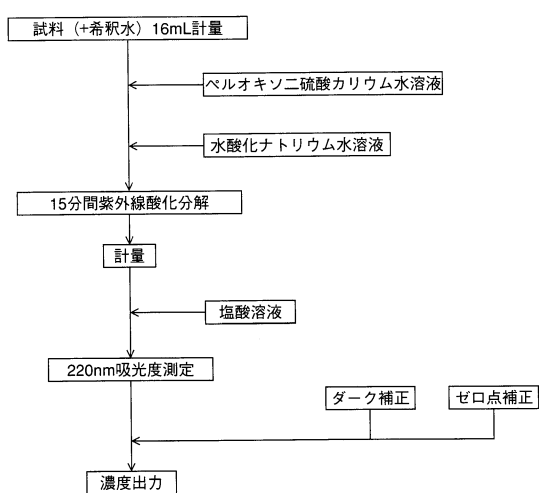 試料（+希釈水）16mL計量
ペルオキソ二硫酸カリウム水溶液
水酸化ナトリウム水溶液
15分間紫外線酸化分解
計量
塩酸溶液
220nm吸光度測定
ダーク補正
ゼロ点補正
濃度出力